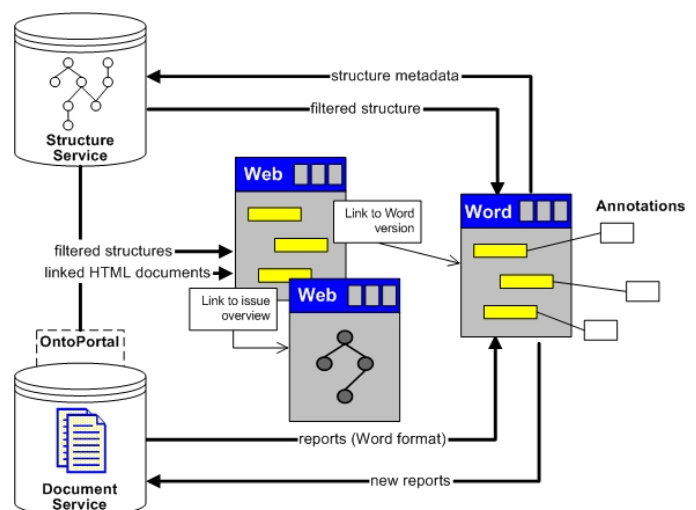 structure metadata
filtered structure
Structure
Service
Web
Word
Annotations
Link to Word
version
filtered structures
linked HTML documents
Link to issue
overview
Web
OntoPortal
reports (Word format)
new reports
Document
Service